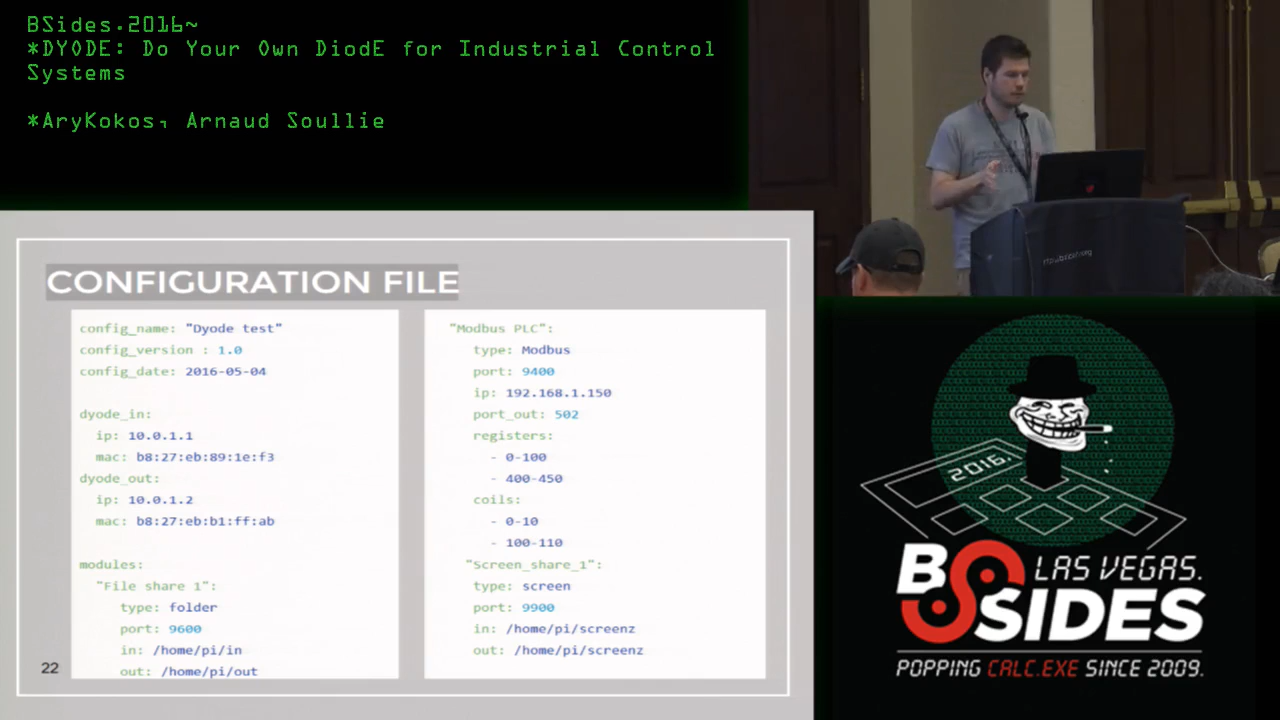 BSides.2016~
*DYODE: Do Your Own DiodE for Industrial Control
Systems
*AryKokos, Arnaud Soullie
CONFIGURATION FILE
config_name: "Dyode test"
config_version : 1.0
config_date: 2016-05-04
dyode_in:
ip: 10.0.1.1
mac: b8:27:eb:89:1e:f3
dyode_out:
ip: 10.0.1.2
mac: b8:27:eb:b1:ff:ab
modules:
"File share 1":
type: folder
port: 9600
in: /home/pi/in
out: /home/pi/out
"Modbus PLC":
type: Modbus
port: 9400
ip: 192.168.1.150
port_out: 502
registers:
- 0-100
- 400-450
coils:
- 0-10
- 100-110
"Screen_share_1":
type: screen
port: 9900
in: /home/pi/screenz
out: /home/pi/screenz
22
2016.
BSIDES
LAS VEGAS.
POPPING CALC.EXE SINCE 2009.